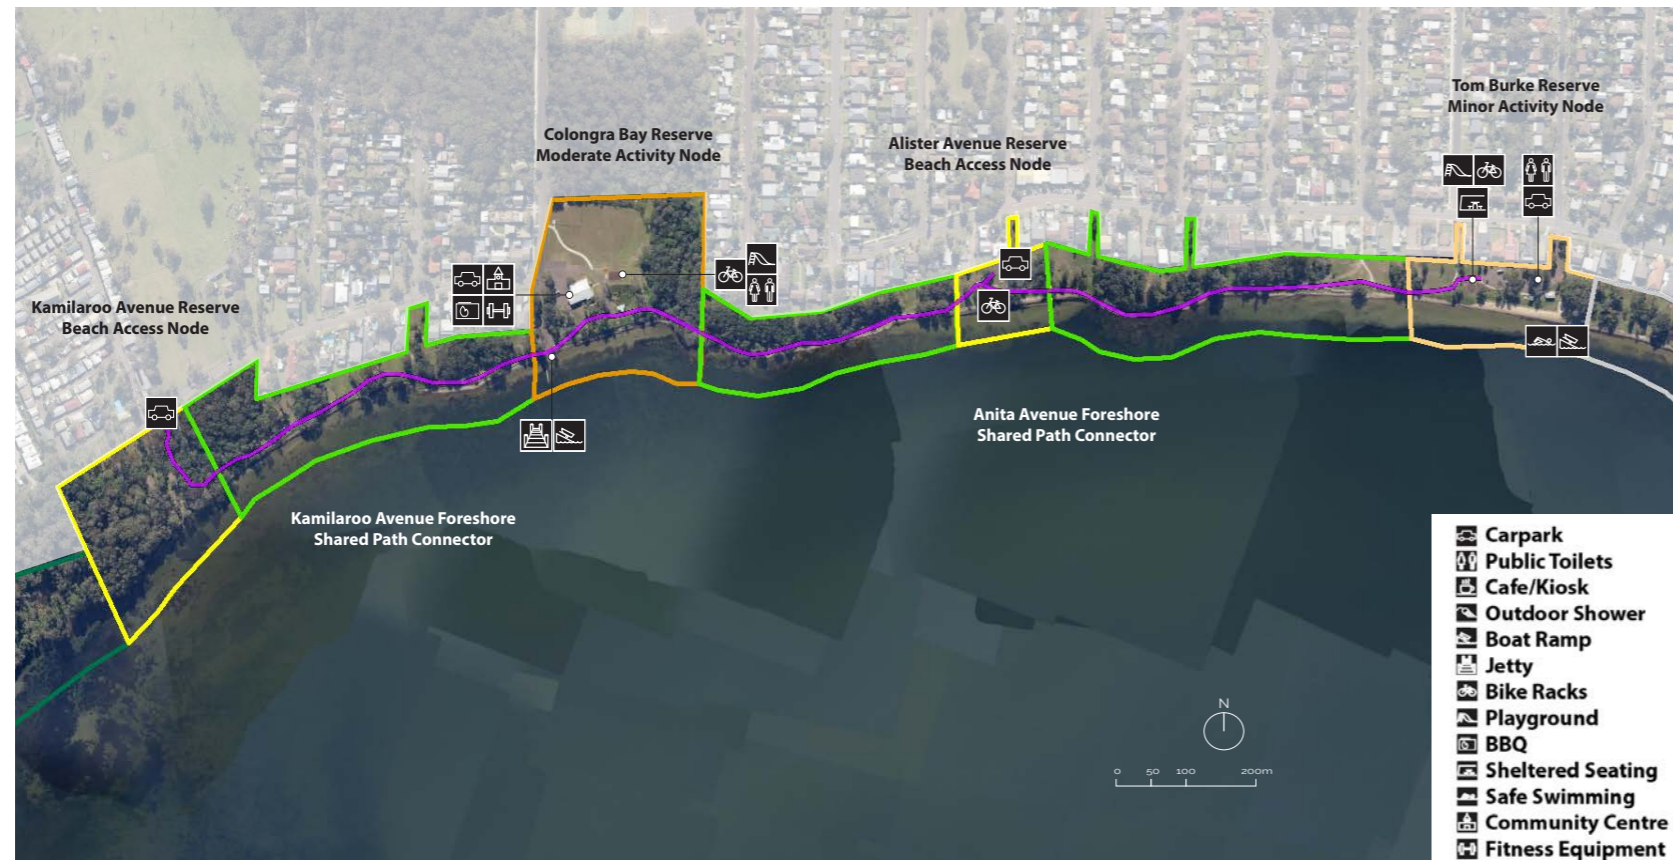 Tom Burke Reserve
Minor Activity Node
Colongra Bay Reserve
Moderate Activity Node
Alister Avenue Reserve
Beach Access Node
Kamilaroo Avenue Reserve
Beach Access Node
Anita Avenue Foreshore
Shared Path Connector
Kamilaroo Avenue Foreshore
Shared Path Connector
N
0 50 100 200m
Carpark
Public Toilets
Cafe/Kiosk
Outdoor Shower
Boat Ramp
Jetty
Bike Racks
Playground
BBQ
Sheltered Seating
Safe Swimming
Community Centre
Fitness Equipment